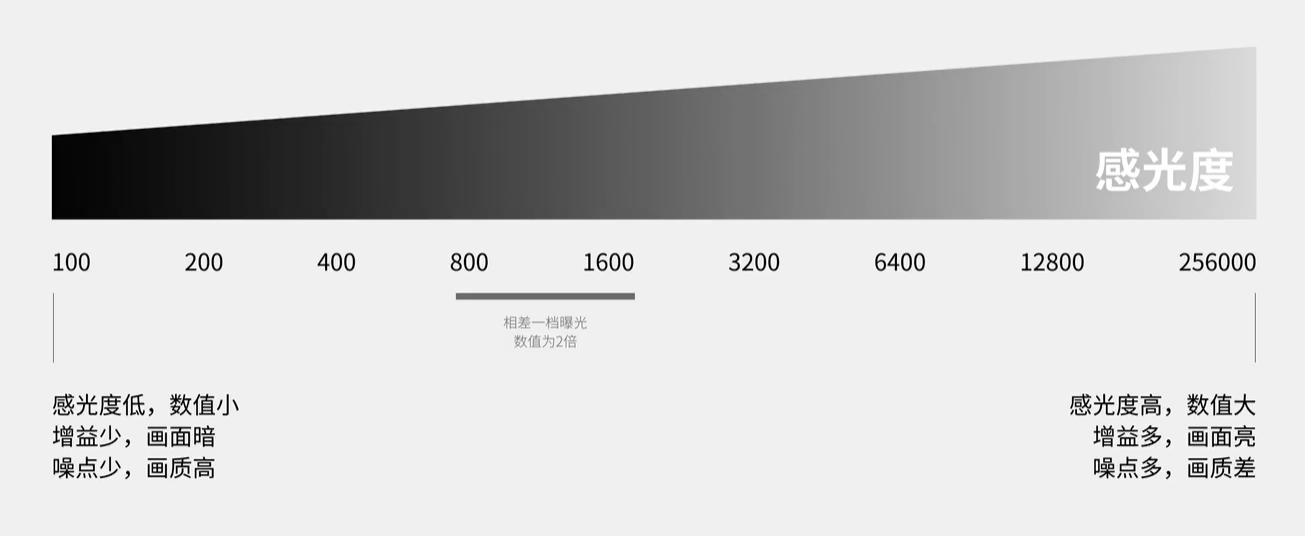 感光度
100 200 400 800 1600 3200 6400 12800 256000
相差一档曝光
数值为2倍
感光度低，数值小
增益少，画面暗
噪点少，画质高
感光度高，数值大
增益多，画面亮
噪点多，画质差